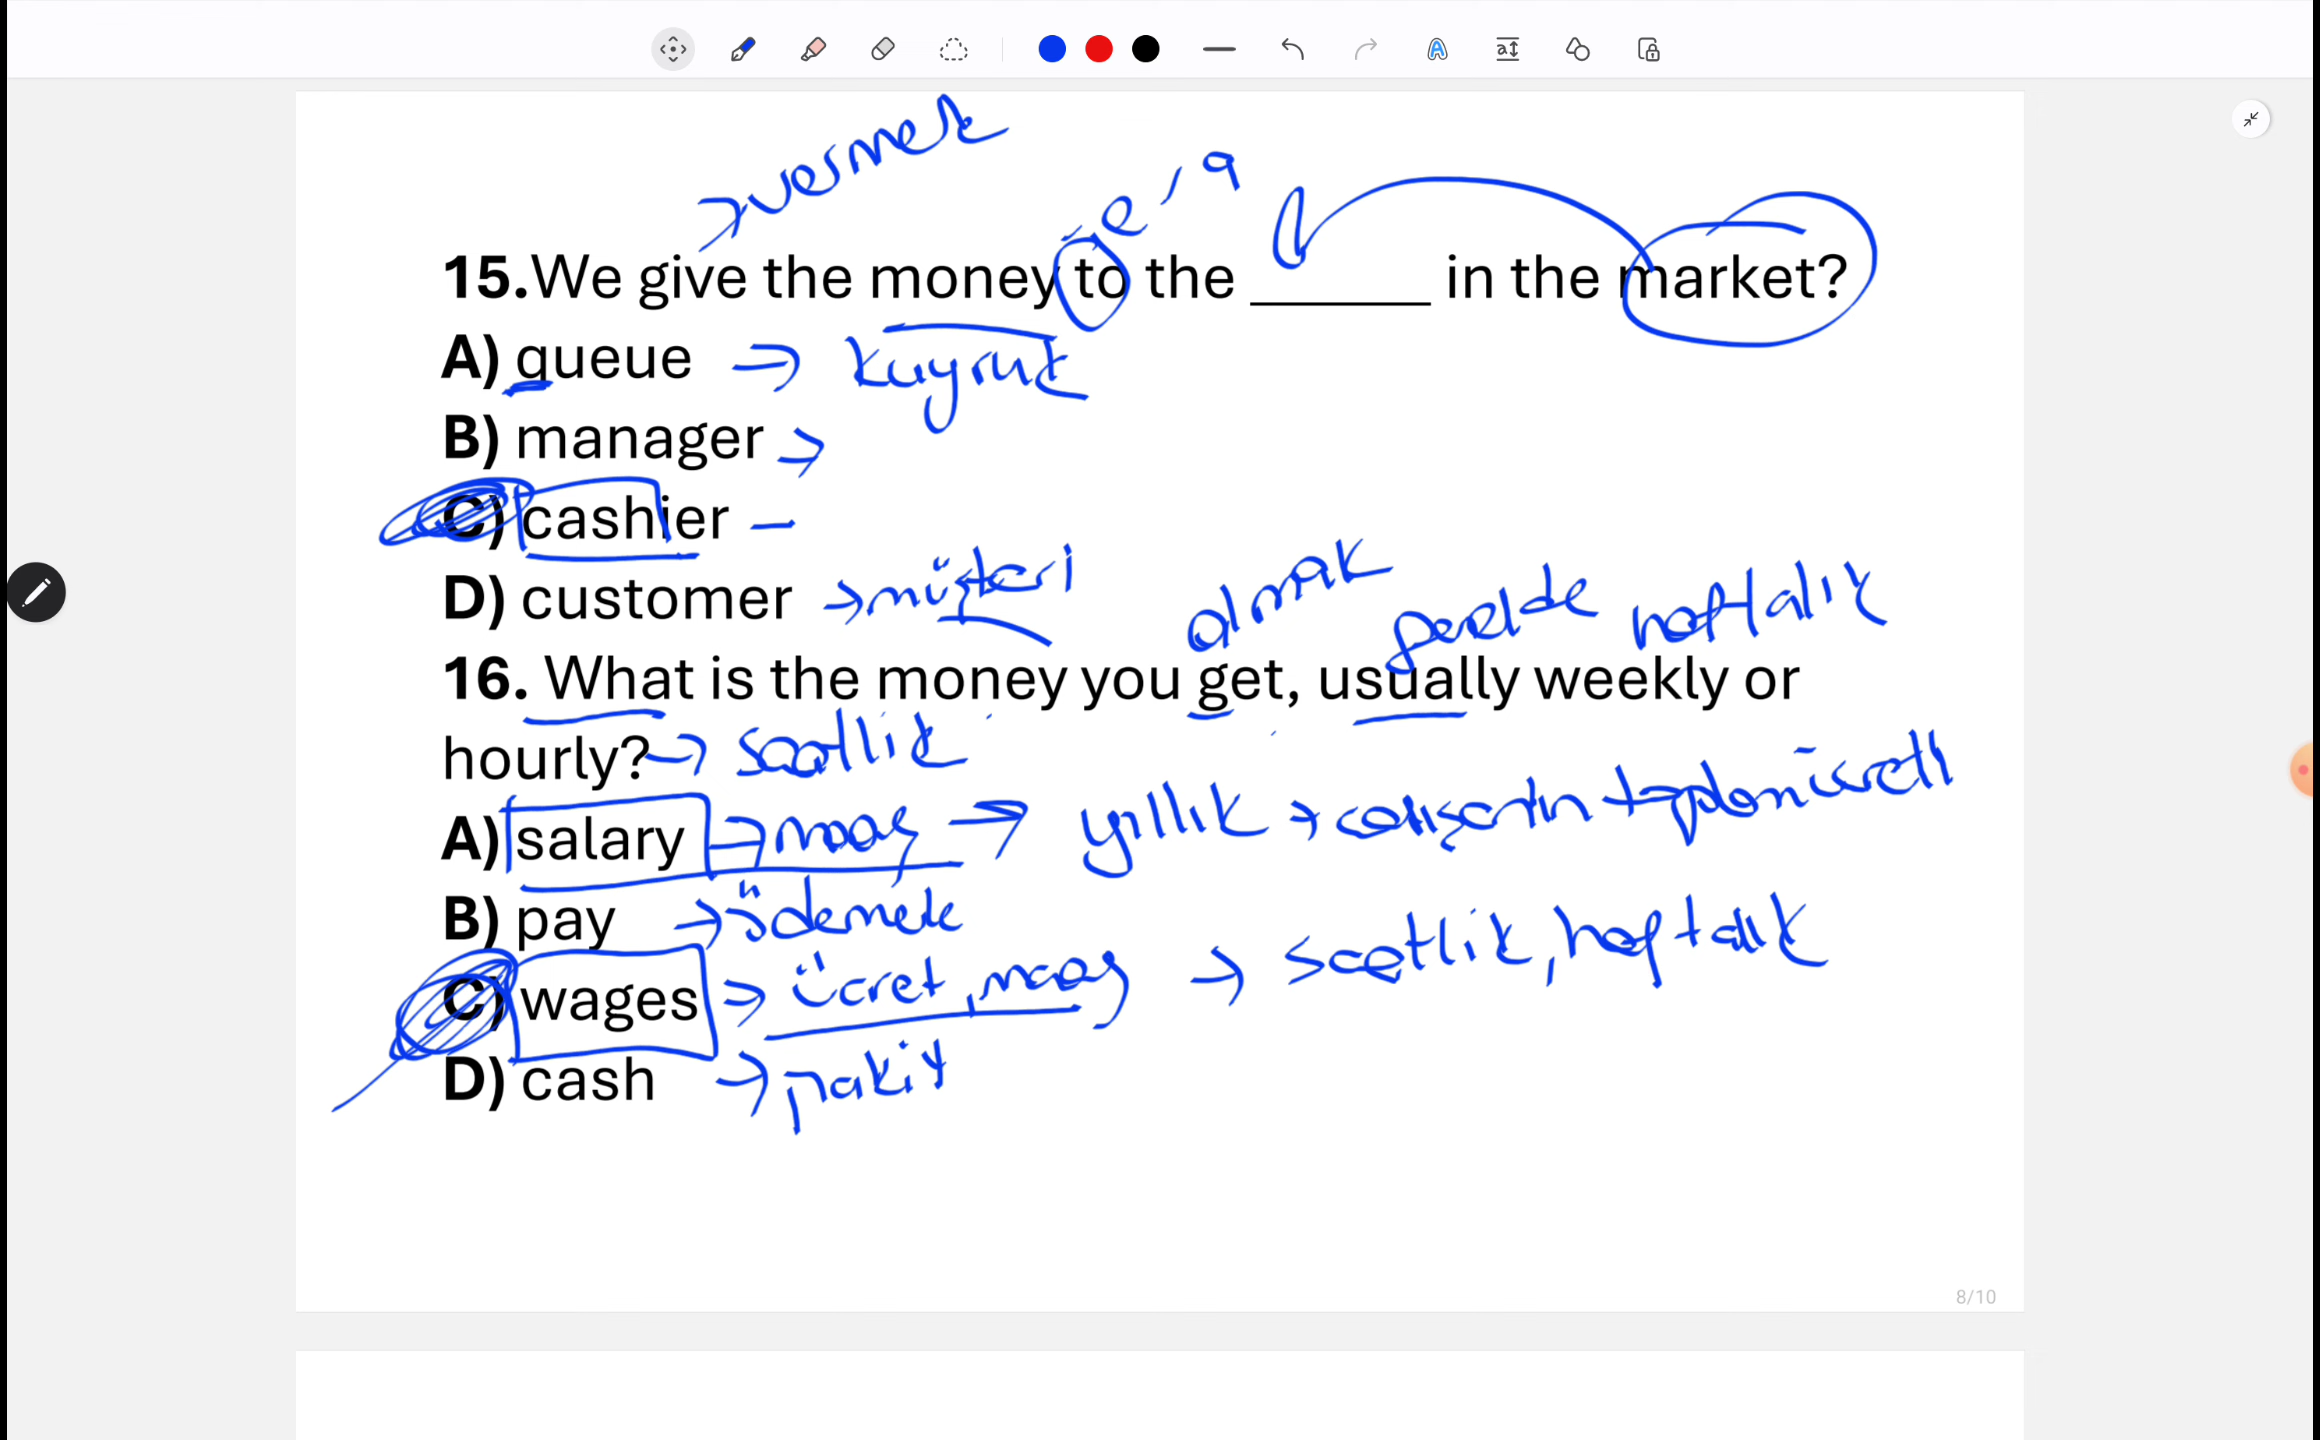 vermek
-e / a
15.We give the money to the ______ in the market?
A) queue → kuyruk
B) manager →
C) cashier –
D) customer → müşteri
almak genelde haftalık
16. What is the money you get, usually weekly or
hourly? → saatlik
A) salary → maaş → yıllık → çalışanın toplam ücreti
B) pay → ödemek
C) wages → ücret, maaş → saatlik, haftalık
D) cash → nakit
8/10